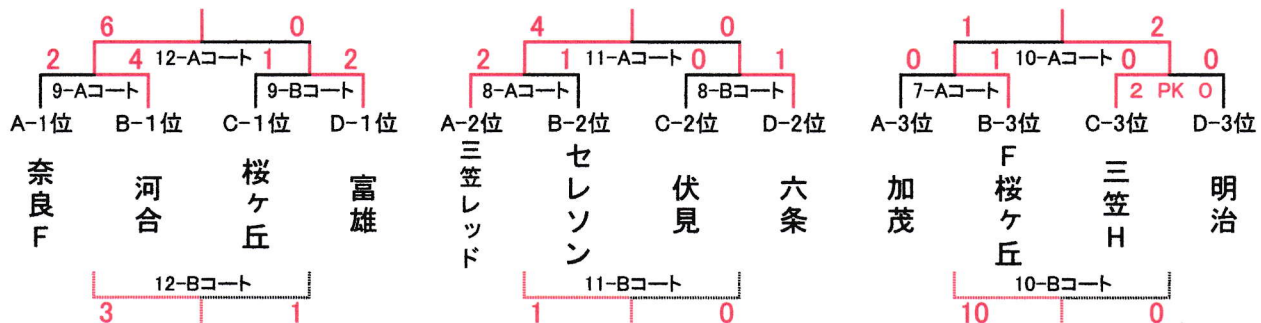 6 0 4 0 1 2
12-Aコート 11-Aコート 10-Aコート
2 4 1 2 2 1 0 1 0 1 0 0
9-Aコート 9-Bコート 8-Aコート 8-Bコート 7-Aコート 2 PK 0
A-1位 B-1位 C-1位 D-1位 A-2位 B-2位 C-2位 D-2位 A-3位 B-3位 C-3位 D-3位
奈良F
河合
桜ヶ丘
富雄
三笠レッド
セレソン
伏見
六条
加茂
F桜ヶ丘
三笠H
明治
12-Bコート 11-Bコート 10-Bコート
3 1 1 0 10 0